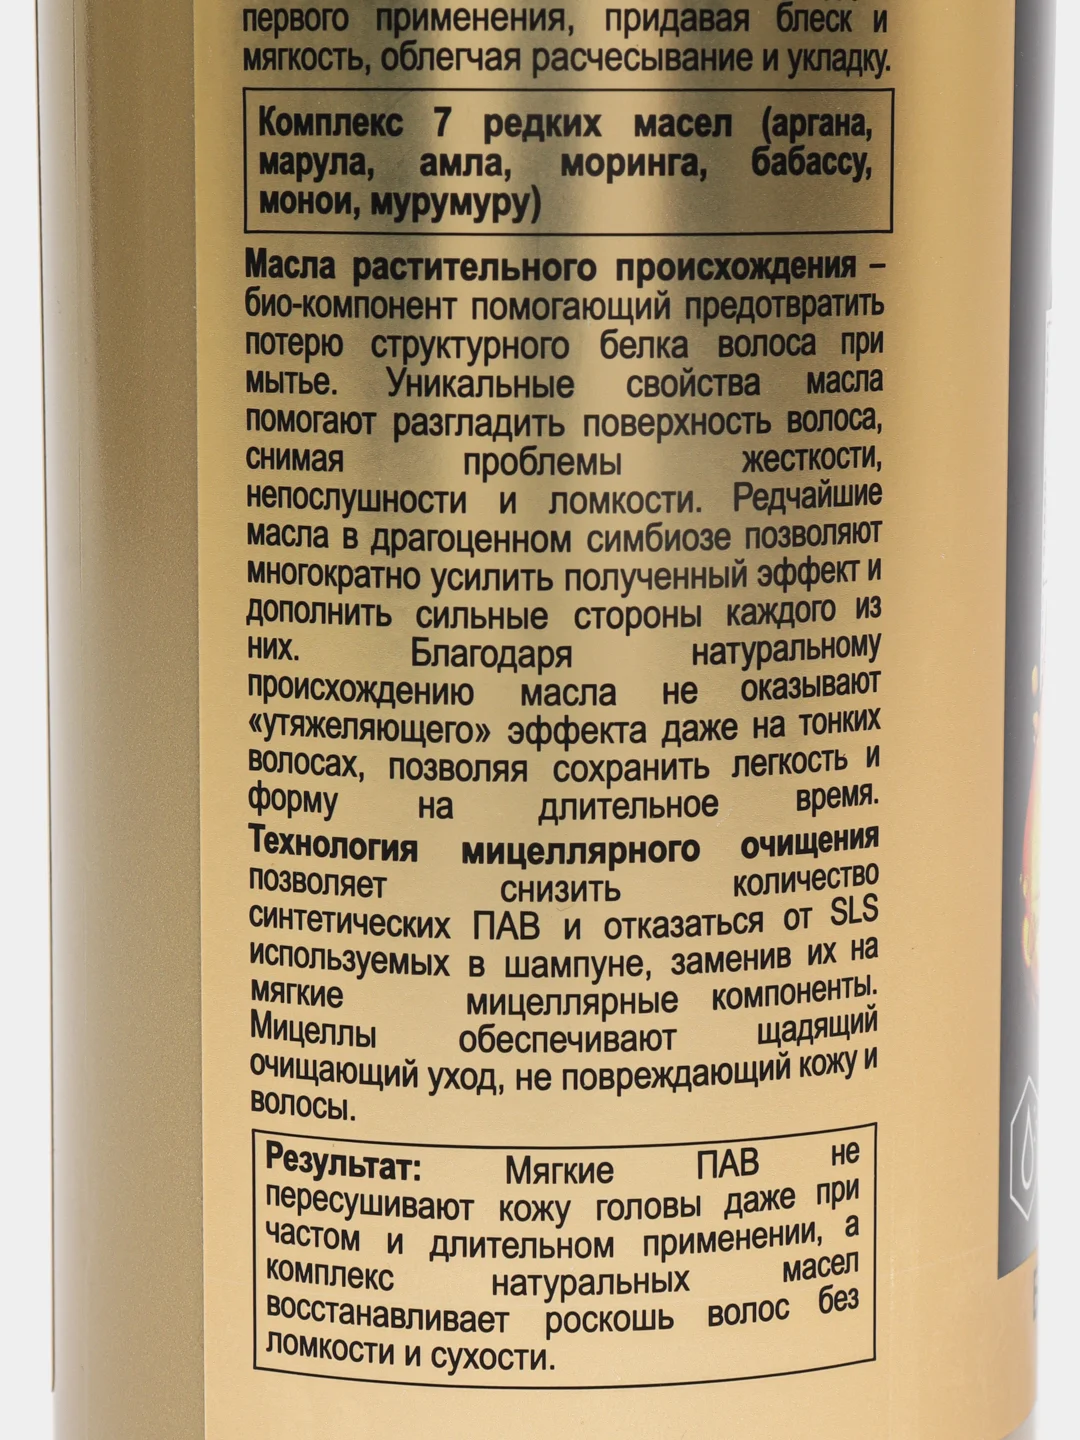 первого применения, придавая блеск и
мягкость, облегчая расчесывание и укладку.
Комплекс 7 редких масел (аргана,
марула, амла, моринга, бабассу,
монои, мурумуру)
Масла растительного происхождения –
био-компонент помогающий предотвратить
потерю структурного белка волоса при
мытье. Уникальные свойства масла
помогают разгладить поверхность волоса,
снимая проблемы жесткости,
непослушности и ломкости. Редчайшие
масла в драгоценном симбиозе позволяют
многократно усилить полученный эффект и
дополнить сильные стороны каждого из
них. Благодаря натуральному
происхождению масла не оказывают
«утяжеляющего» эффекта даже на тонких
волосах, позволяя сохранить легкость и
форму на длительное время.
Технология мицеллярного очищения
позволяет снизить количество
синтетических ПАВ и отказаться от SLS
используемых в шампуне, заменив их на
мягкие мицеллярные компоненты.
Мицеллы обеспечивают щадящий
очищающий уход, не повреждающий кожу и
волосы.
Результат: Мягкие ПАВ не
пересушивают кожу головы даже при
частом и длительном применении, а
комплекс натуральных масел
восстанавливает роскошь волос без
ломкости и сухости.